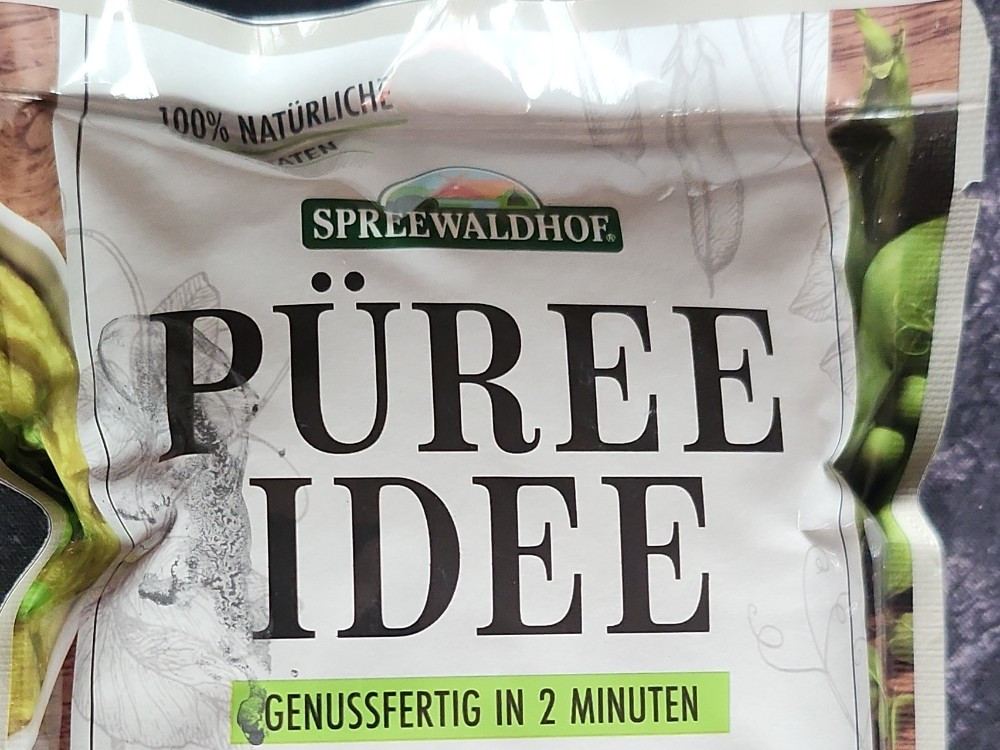 100% NATÜRLICHE
SPREEWALDHOF®
PÜREE
IDEE
GENUSSFERTIG IN 2 MINUTEN